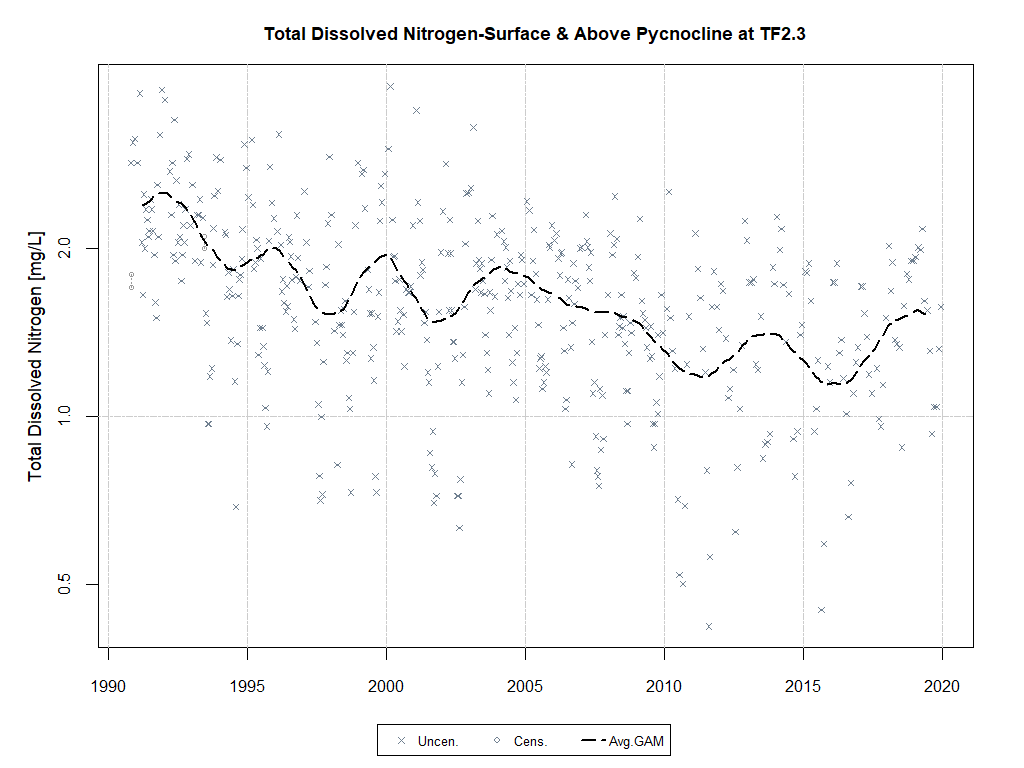 Total Dissolved Nitrogen-Surface & Above Pycnocline at TF2.3
Total Dissolved Nitrogen [mg/L]
2.0
1.0
0.5
1990 1995 2000 2005 2010 2015 2020
Uncen. Cens. Avg.GAM